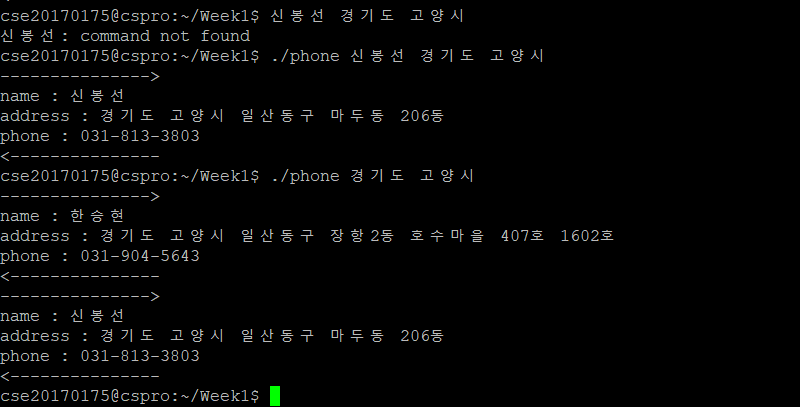 cse20170175@cspro:~/Week1$ 신봉선 경기도 고양시
신봉선: command not found
cse20170175@cspro:~/Week1$ ./phone 신봉선 경기도 고양시
--------------->
name : 신봉선
address : 경기도 고양시 일산동구 마두동 206동
phone : 031-813-3803
<---------------
cse20170175@cspro:~/Week1$ ./phone 경기도 고양시
--------------->
name : 한승현
address : 경기도 고양시 일산동구 장항2동 호수마을 407호 1602호
phone : 031-904-5643
<---------------
--------------->
name : 신봉선
address : 경기도 고양시 일산동구 마두동 206동
phone : 031-813-3803
<---------------
cse20170175@cspro:~/Week1$